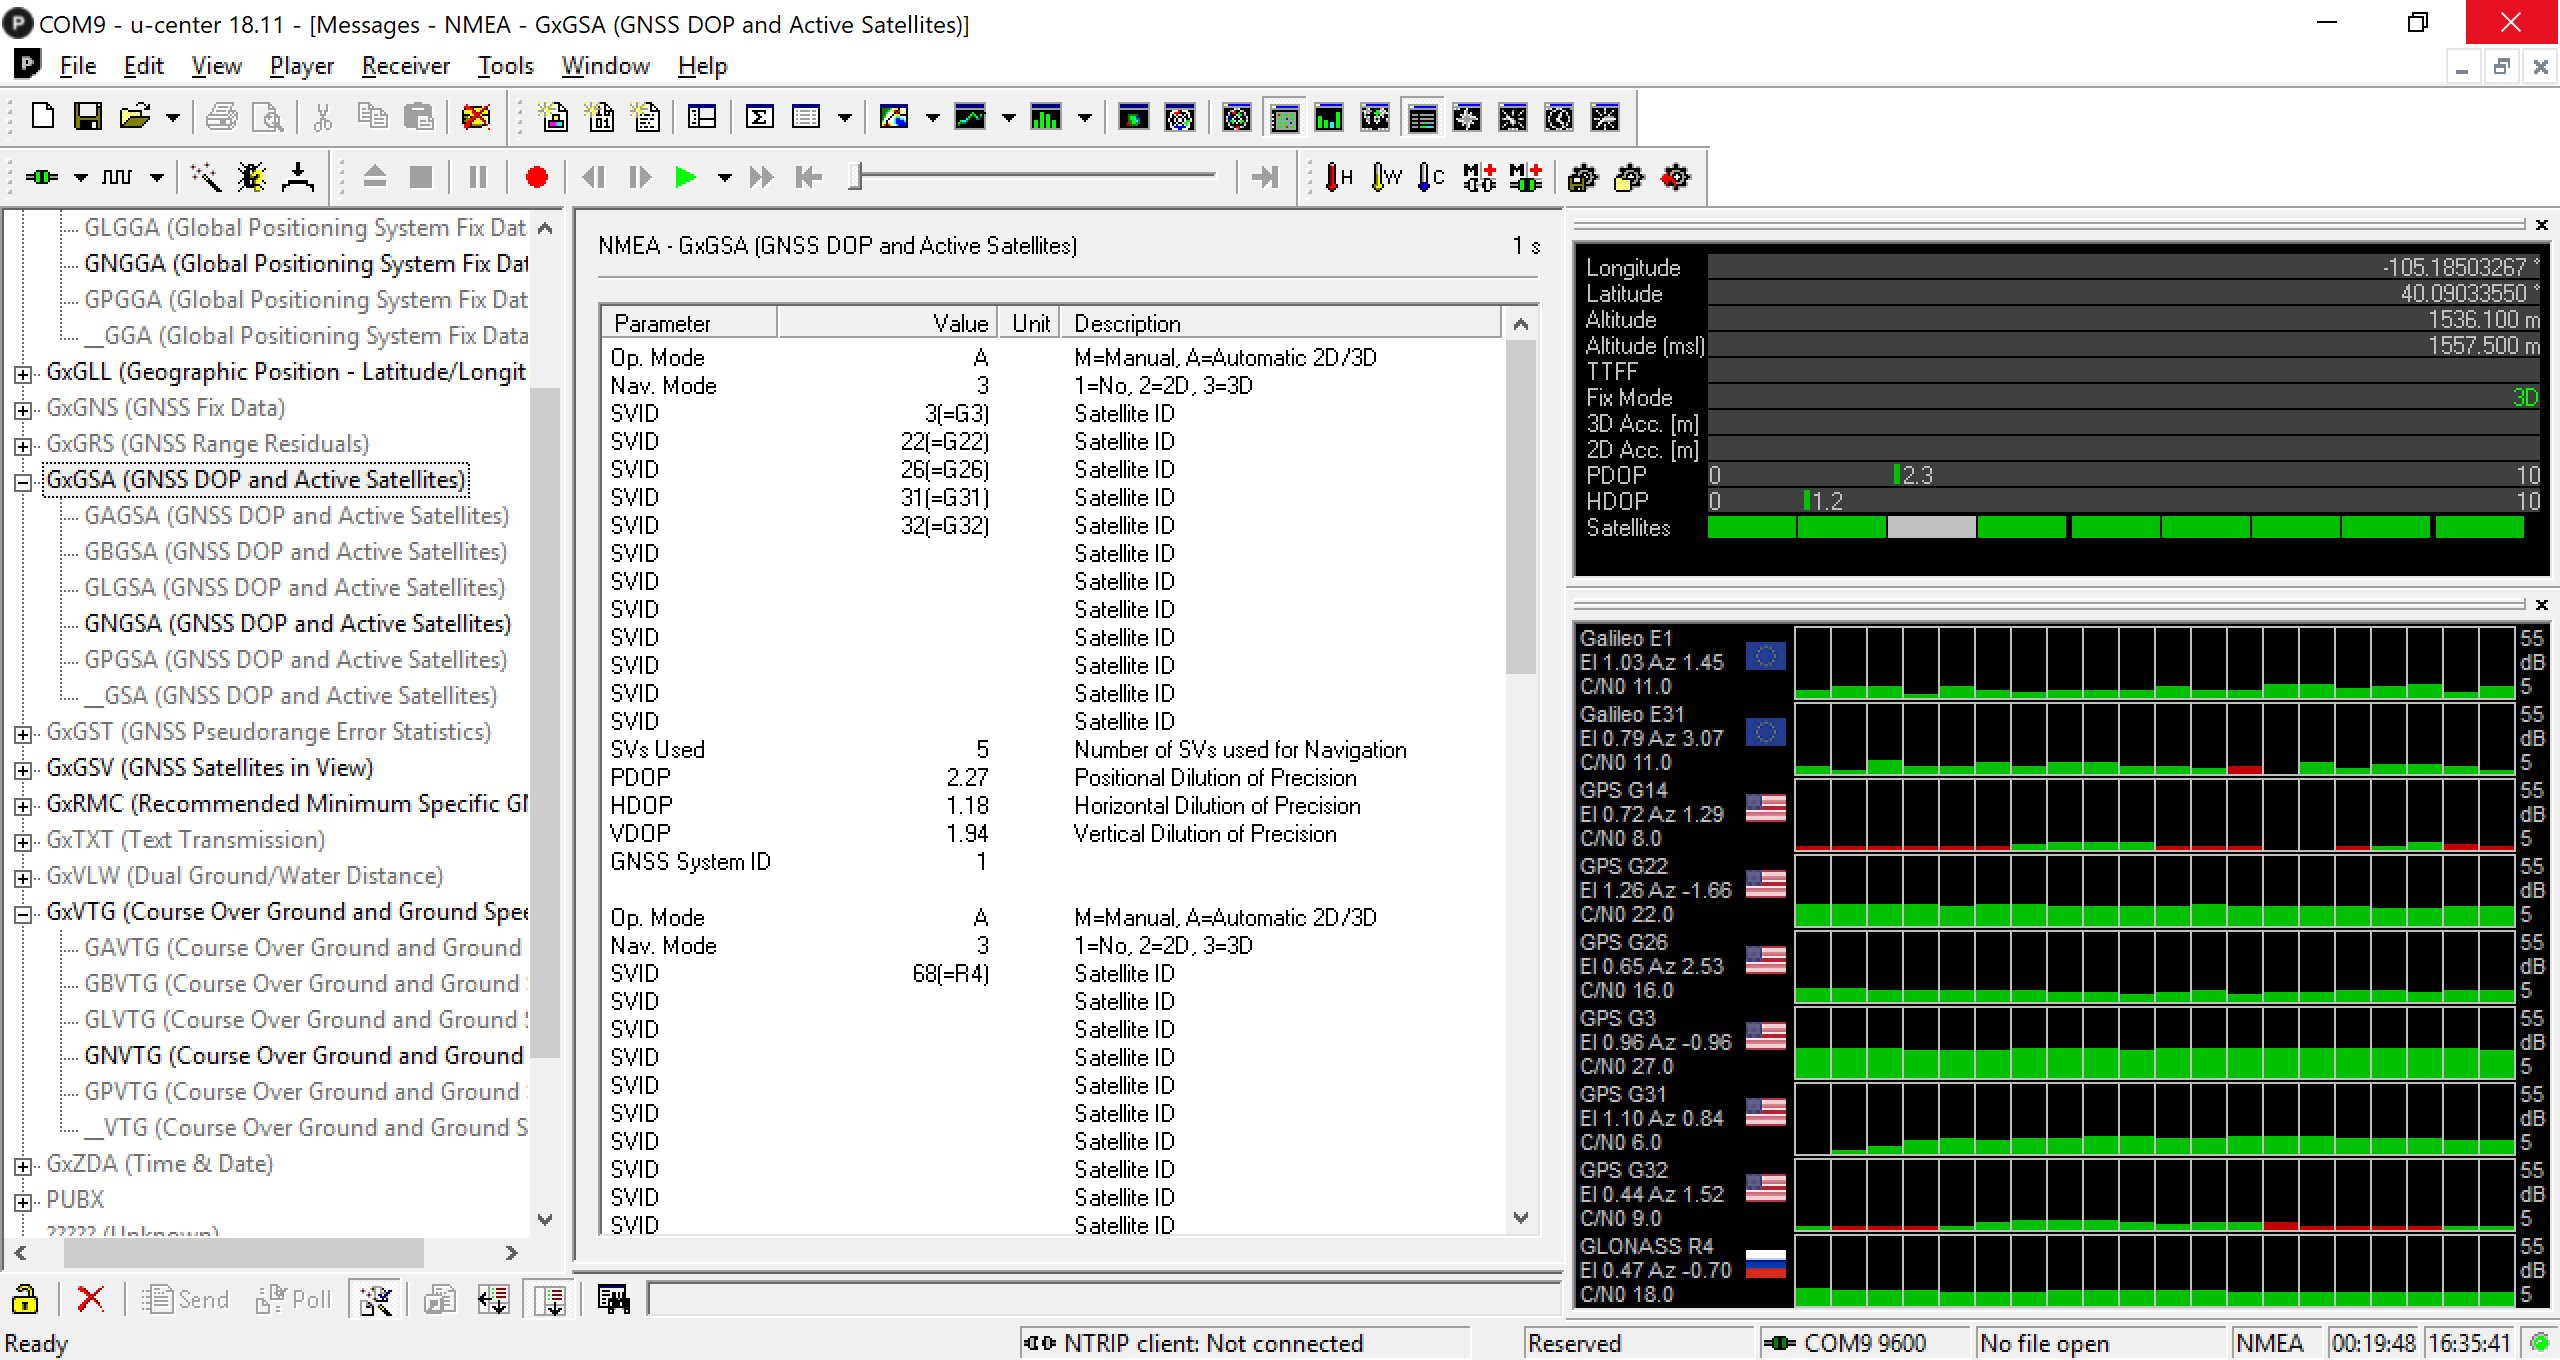 COM9 - u-center 18.11 - [Messages - NMEA - GxGSA (GNSS DOP and Active Satellites)]
File Edit View Player Receiver Tools Window Help
H W C M M
GLGGA (Global Positioning System Fix Dat
GNGGA (Global Positioning System Fix Dat
GPGGA (Global Positioning System Fix Dat
__GGA (Global Positioning System Fix Data
GxGLL (Geographic Position - Latitude/Longit
GxGNS (GNSS Fix Data)
GxGRS (GNSS Range Residuals)
GxGSA (GNSS DOP and Active Satellites)
GAGSA (GNSS DOP and Active Satellites)
GBGSA (GNSS DOP and Active Satellites)
GLGSA (GNSS DOP and Active Satellites)
GNGSA (GNSS DOP and Active Satellites)
GPGSA (GNSS DOP and Active Satellites)
__GSA (GNSS DOP and Active Satellites)
GxGST (GNSS Pseudorange Error Statistics)
GxGSV (GNSS Satellites in View)
GxRMC (Recommended Minimum Specific GN
GxTXT (Text Transmission)
GxVLW (Dual Ground/Water Distance)
GxVTG (Course Over Ground and Ground Spee
GAVTG (Course Over Ground and Ground
GBVTG (Course Over Ground and Ground
GLVTG (Course Over Ground and Ground S
GNVTG (Course Over Ground and Ground
GPVTG (Course Over Ground and Ground
__VTG (Course Over Ground and Ground S
GxZDA (Time & Date)
PUBX
????? (Unknown)
NMEA - GxGSA (GNSS DOP and Active Satellites) 1 s
Parameter Value Unit Description
Op. Mode A M=Manual, A=Automatic 2D/3D
Nav. Mode 3 1=No, 2=2D, 3=3D
SVID 3(=G3) Satellite ID
SVID 22(=G22) Satellite ID
SVID 26(=G26) Satellite ID
SVID 31(=G31) Satellite ID
SVID 32(=G32) Satellite ID
SVID Satellite ID
SVID Satellite ID
SVID Satellite ID
SVID Satellite ID
SVID Satellite ID
SVID Satellite ID
SVID Satellite ID
SVs Used 5 Number of SVs used for Navigation
PDOP 2.27 Positional Dilution of Precision
HDOP 1.18 Horizontal Dilution of Precision
VDOP 1.94 Vertical Dilution of Precision
GNSS System ID 1
Op. Mode A M=Manual, A=Automatic 2D/3D
Nav. Mode 3 1=No, 2=2D, 3=3D
SVID 68(=R4) Satellite ID
SVID Satellite ID
SVID Satellite ID
SVID Satellite ID
SVID Satellite ID
SVID Satellite ID
SVID Satellite ID
SVID Satellite ID
SVID Satellite ID
SVID Satellite ID
Longitude -105.18503267 °
Latitude 40.09033550 °
Altitude 1536.100 m
Altitude (msl) 1557.500 m
TTFF
Fix Mode 3D
3D Acc. [m]
2D Acc. [m]
PDOP 0 2.3 10
HDOP 0 1.2 10
Satellites
Galileo E1 55
El 1.03 Az 1.45 dB
C/N0 11.0 5
Galileo E31 55
El 0.79 Az 3.07 dB
C/N0 11.0 5
GPS G14 55
El 0.72 Az 1.29 dB
C/N0 8.0 5
GPS G22 55
El 1.26 Az -1.66 dB
C/N0 22.0 5
GPS G26 55
El 0.65 Az 2.53 dB
C/N0 16.0 5
GPS G3 55
El 0.96 Az -0.96 dB
C/N0 27.0 5
GPS G31 55
El 1.10 Az 0.84 dB
C/N0 6.0 5
GPS G32 55
El 0.44 Az 1.52 dB
C/N0 9.0 5
GLONASS R4 55
El 0.47 Az -0.70 dB
C/N0 18.0 5
Send Poll
Ready NTRIP client: Not connected Reserved COM9 9600 No file open NMEA 00:19:48 16:35:41